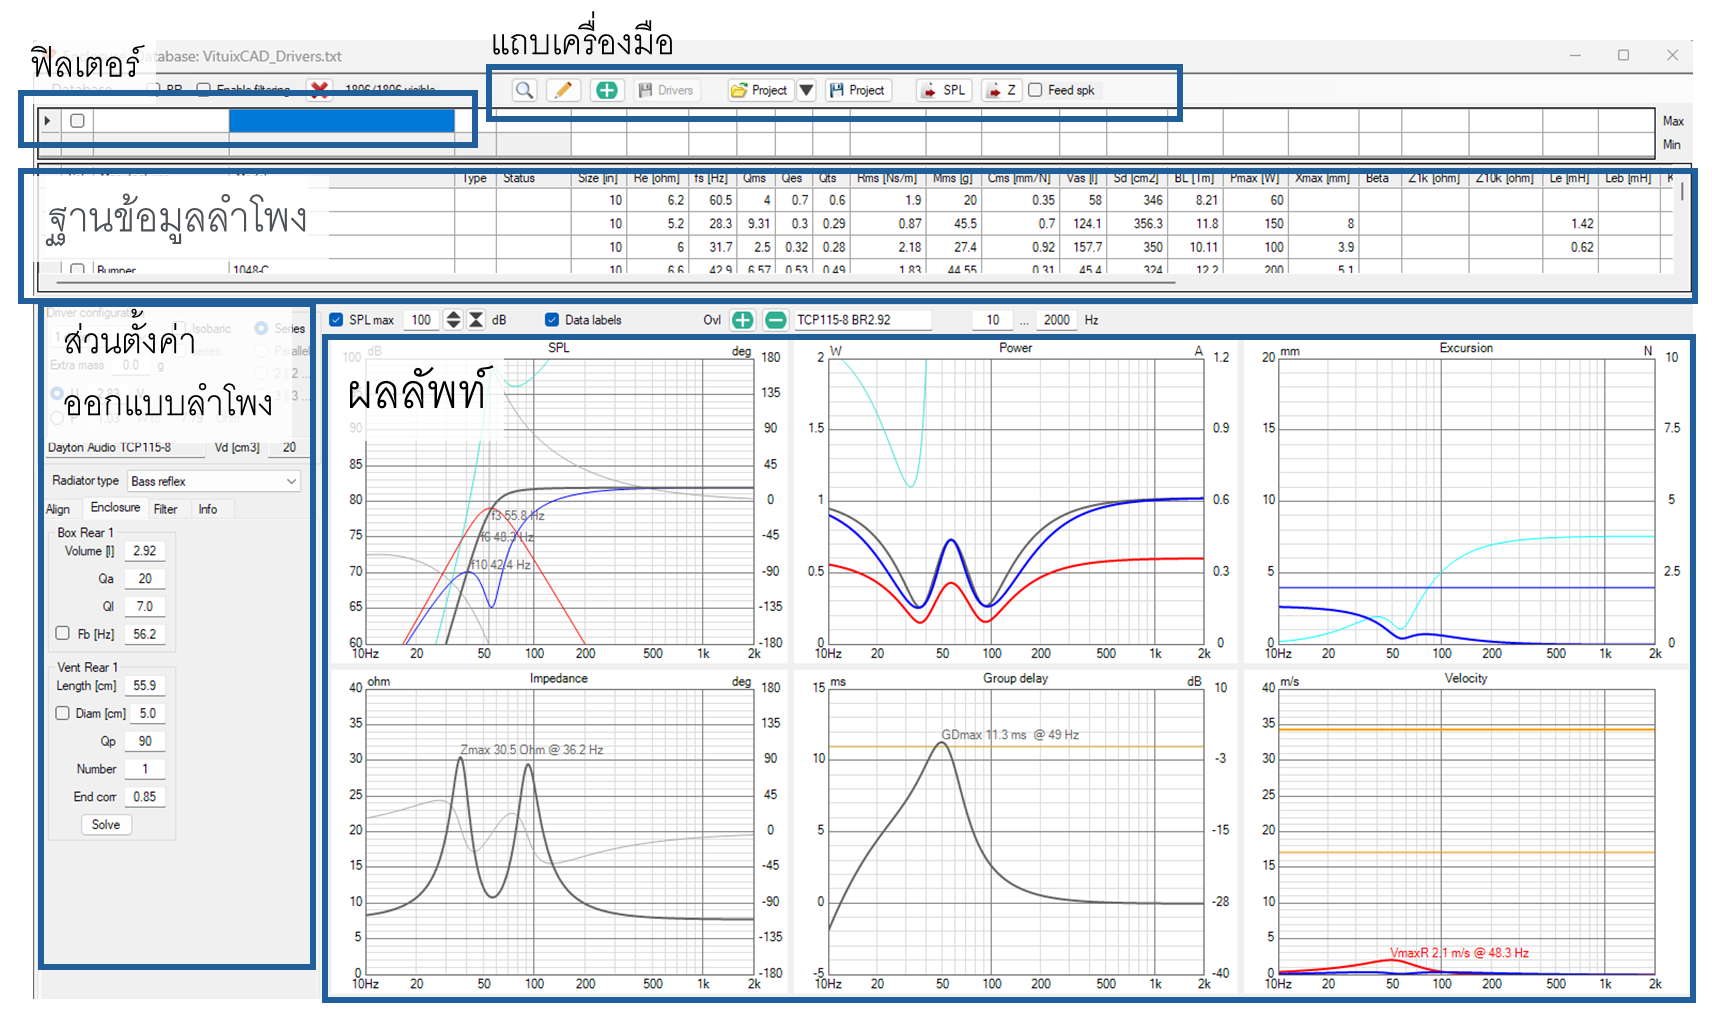 แถบเครื่องมือ
ฟิลเตอร์
atabase: VituixCAD_Drivers.txt
Enable filtering 1806/1806 visible
Drivers Project Project SPL Z Feed spk
Max
Min
Type Status Size [in] Re [ohm] fs [Hz] Qms Qes Qts Rms [Ns/m] Mms [g] Cms [mm/N] Vas [l] Sd [cm2] BL [Tm] Pmax [W] Xmax [mm] Beta Z1k [ohm] Z10k [ohm] Le [mH] Leb [mH] K
ฐานข้อมูลลำโพง
10 6.2 60.5 4 0.7 0.6 1.9 20 0.35 58 346 8.21 60
10 5.2 28.3 9.31 0.3 0.29 0.87 45.5 0.7 124.1 356.3 11.8 150 8 1.42
10 6 31.7 2.5 0.32 0.28 2.18 27.4 0.92 157.7 350 10.11 100 3.9 0.62
Bumper 1048-C 10 6.6 42.9 6.57 0.53 0.49 1.83 44.55 0.31 45.4 324 12.2 200 5.1
Driver configuration
Isobaric Series
Parallel
Extra mass 0.0 g
ส่วนตั้งค่า
ออกแบบลำโพง
Dayton Audio TCP115-8 Vd [cm3] 20
Radiator type Bass reflex
Align Enclosure Filter Info
Box Rear 1
Volume [l] 2.92
Qa 20
Ql 7.0
Fb [Hz] 56.2
Vent Rear 1
Length [cm] 55.9
Diam [cm] 5.0
Qp 90
Number 1
End corr 0.85
Solve
SPL max 100 dB Data labels Ovl TCP115-8 BR2.92 10 ... 2000 Hz
ผลลัพท์
SPL
100 dB deg 180
135
90 90
85 45
80 0
75 -45
70 -90
65 -135
60 -180
f3 55.8 Hz
f6 48.3 Hz
f10 42.4 Hz
10Hz 20 50 100 200 500 1k 2k
Power
2 W A 1.2
1.5 0.9
1 0.6
0.5 0.3
0 0
10Hz 20 50 100 200 500 1k 2k
Excursion
20 mm N 10
15 7.5
10 5
5 2.5
0 0
10Hz 20 50 100 200 500 1k 2k
Impedance
40 ohm deg 180
35 135
30 90
25 45
20 0
15 -45
10 -90
5 -135
0 -180
Zmax 30.5 Ohm @ 36.2 Hz
10Hz 20 50 100 200 500 1k 2k
Group delay
15 ms dB 10
10 -3
5 -15
0 -28
-5 -40
GDmax 11.3 ms @ 49 Hz
10Hz 20 50 100 200 500 1k 2k
Velocity
40 m/s
35
30
25
20
15
10
5
0
VmaxR 2.1 m/s @ 48.3 Hz
10Hz 20 50 100 200 500 1k 2k